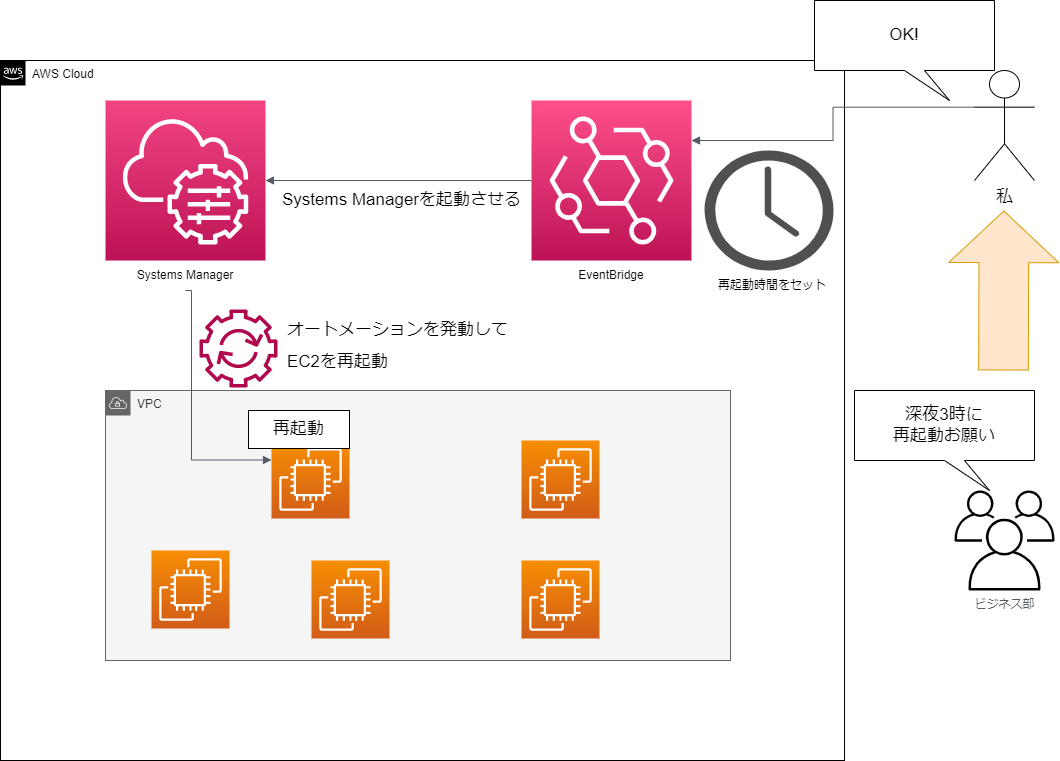 OK!
aws
AWS Cloud
Systems Managerを起動させる
私
Systems Manager
EventBridge
再起動時間をセット
オートメーションを発動して
EC2を再起動
VPC
再起動
深夜3時に
再起動お願い
ビジネス部